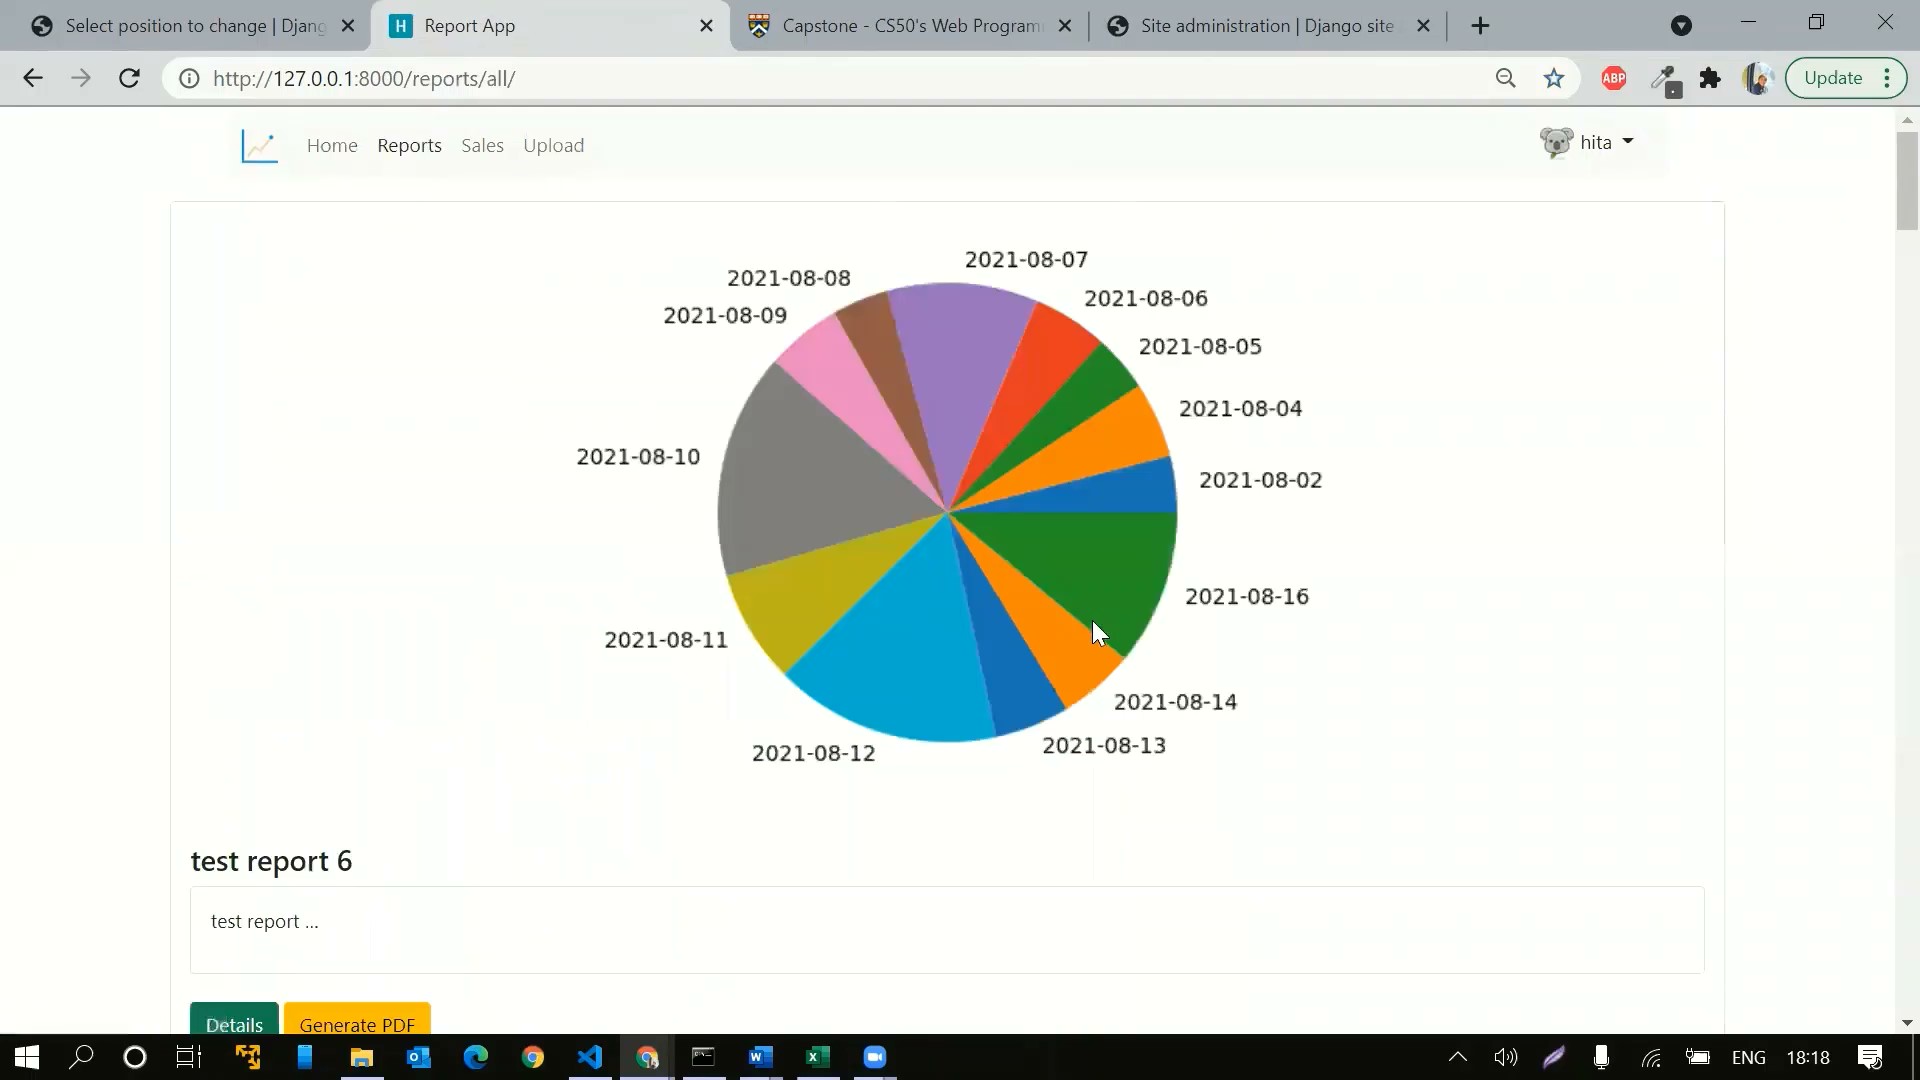 Select position to change | Djang
Report App
Capstone - CS50's Web Program
Site administration | Django site
http://127.0.0.1:8000/reports/all/
ABP
Update
Home
Reports
Sales
Upload
hita
2021-08-07
2021-08-08
2021-08-06
2021-08-09
2021-08-05
2021-08-04
2021-08-10
2021-08-02
2021-08-16
2021-08-11
2021-08-14
2021-08-13
2021-08-12
test report 6
test report ...
Details
Generate PDF
ENG
18:18